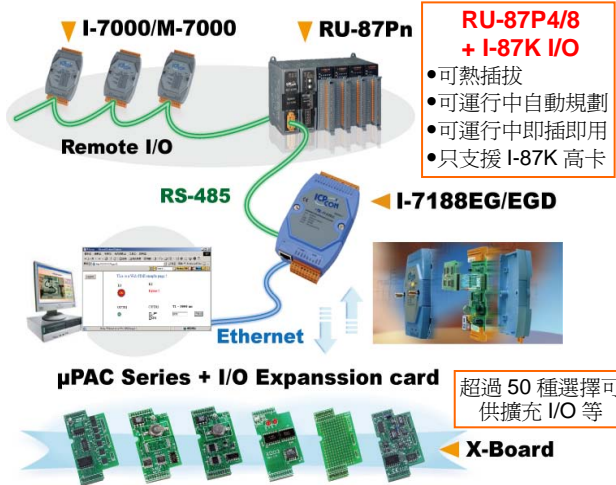 I-7000/M-7000
RU-87Pn
RU-87P4/8
+ I-87K I/O
●可熱插拔
●可運行中自動規劃
●可運行中即插即用
●只支援 I-87K 高卡
Remote I/O
RS-485
ICP
CON
I-7188EG/EGD
Ethernet
µPAC Series + I/O Expanssion card
超過 50 種選擇可
供擴充 I/O 等
X-Board